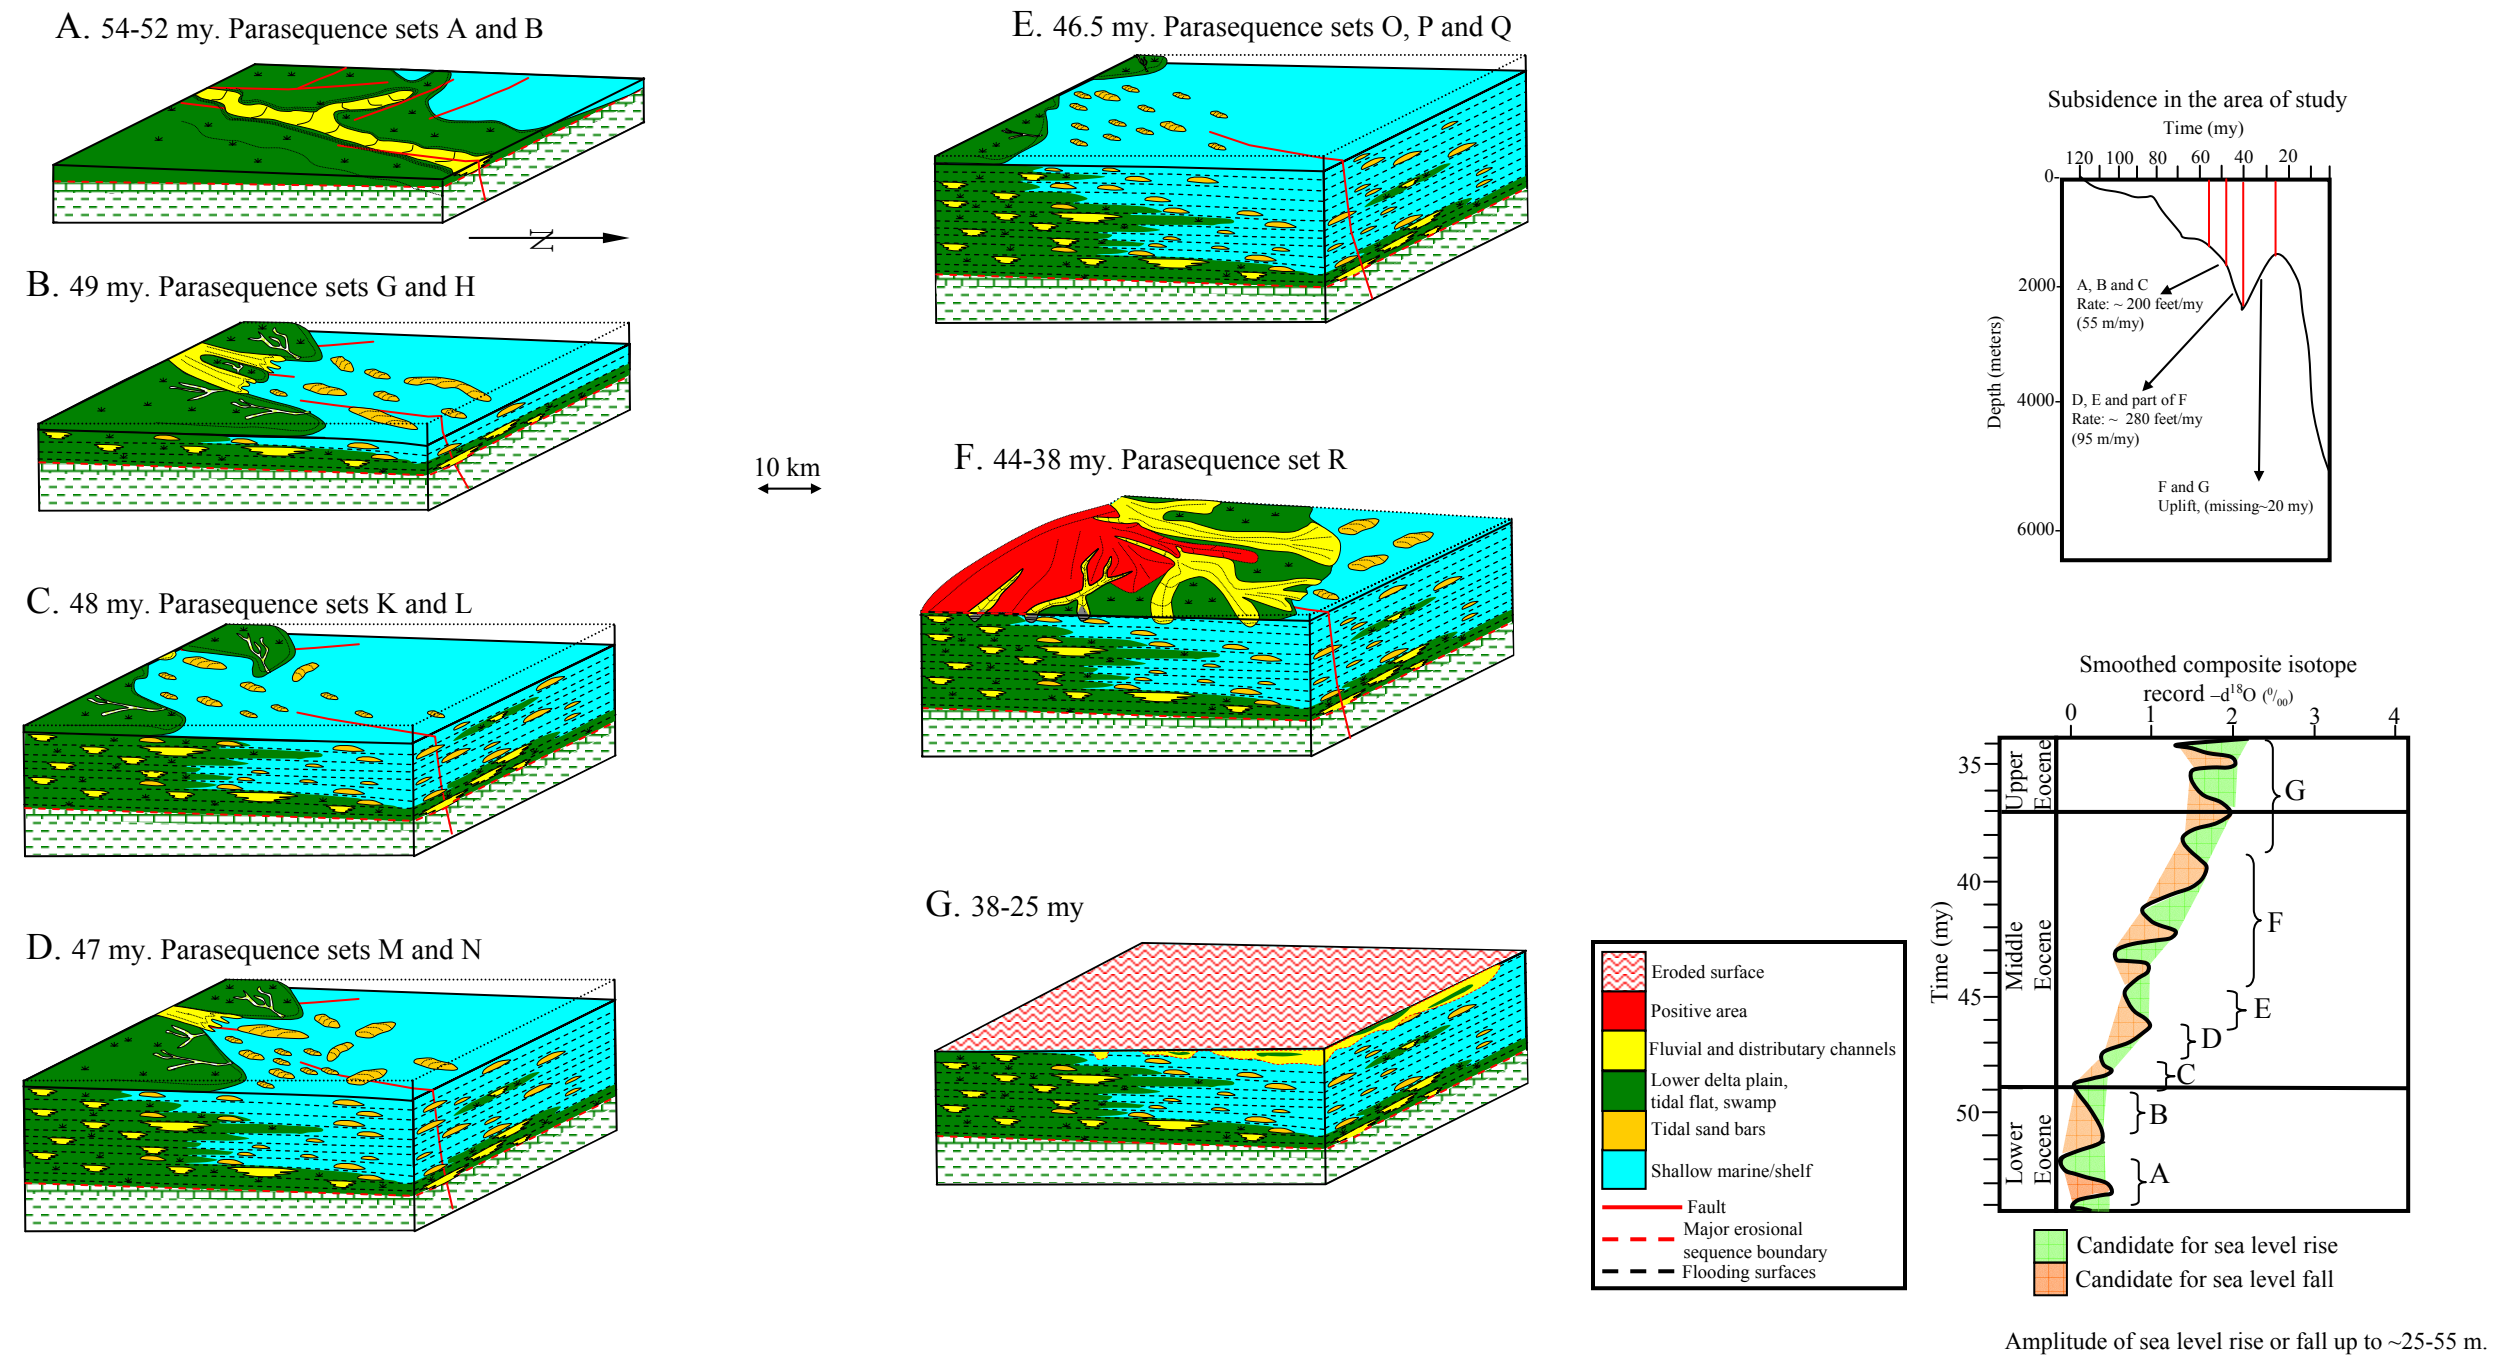 A. 54-52 my. Parasequence sets A and B
N
B. 49 my. Parasequence sets G and H
10 km
C. 48 my. Parasequence sets K and L
D. 47 my. Parasequence sets M and N
E. 46.5 my. Parasequence sets O, P and Q
F. 44-38 my. Parasequence set R
G. 38-25 my
Eroded surface
Positive area
Fluvial and distributary channels
Lower delta plain,
tidal flat, swamp
Tidal sand bars
Shallow marine/shelf
Fault
Major erosional
sequence boundary
Flooding surfaces
Subsidence in the area of study
Time (my)
120 100 80 60 40 20
0
2000
4000
6000
Depth (meters)
A, B and C
Rate: ~ 200 feet/my
(55 m/my)
D, E and part of F
Rate: ~ 280 feet/my
(95 m/my)
F and G
Uplift, (missing~20 my)
Smoothed composite isotope
record –d18O (0/00)
0 1 2 3 4
35
40
45
50
Time (my)
Upper
Eocene
Middle
Eocene
Lower
Eocene
G
F
E
D
C
B
A
Candidate for sea level rise
Candidate for sea level fall
Amplitude of sea level rise or fall up to ~25-55 m.